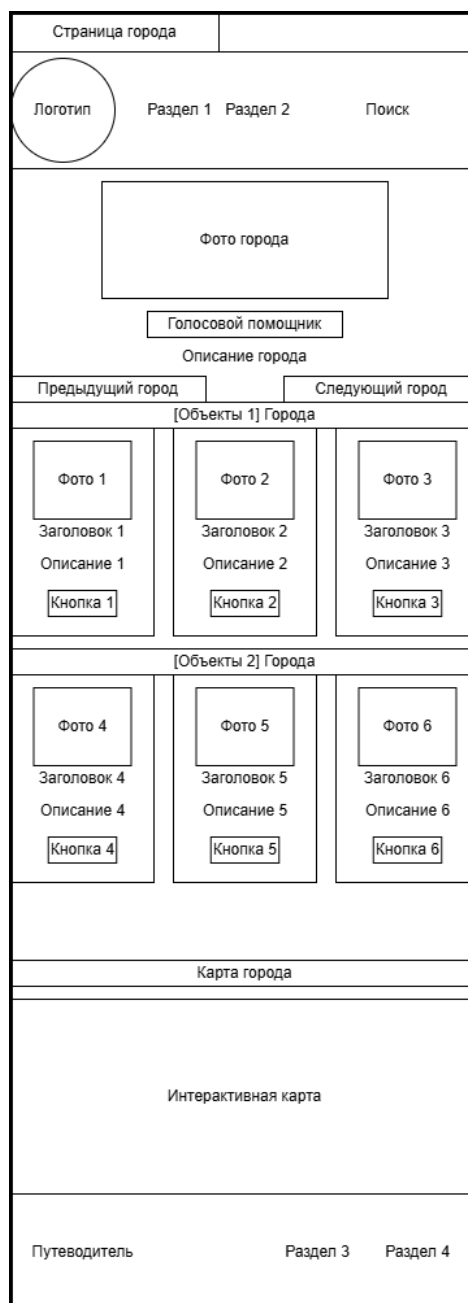 Страница города
Логотип
Раздел 1 Раздел 2
Поиск
Фото города
Голосовой помощник
Описание города
Предыдущий город
Следующий город
[Объекты 1] Города
Фото 1
Фото 2
Фото 3
Заголовок 1
Заголовок 2
Заголовок 3
Описание 1
Описание 2
Описание 3
Кнопка 1
Кнопка 2
Кнопка 3
[Объекты 2] Города
Фото 4
Фото 5
Фото 6
Заголовок 4
Заголовок 5
Заголовок 6
Описание 4
Описание 5
Описание 6
Кнопка 4
Кнопка 5
Кнопка 6
Карта города
Интерактивная карта
Путеводитель
Раздел 3
Раздел 4